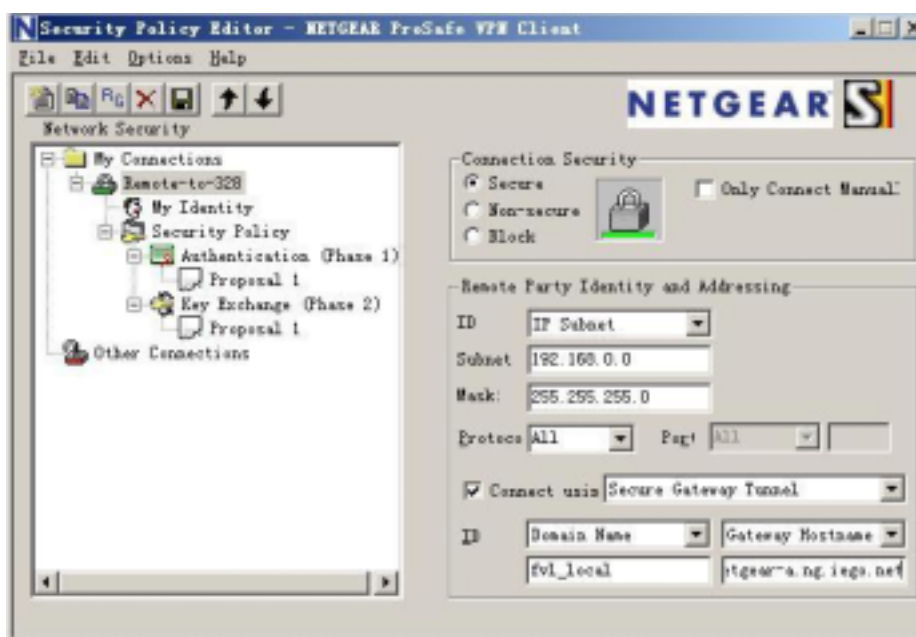 Security Policy Editor - NETGEAR ProSafe VPN Client
File Edit Options Help
NETGEAR
Network Security
My Connections
Remote-to-328
My Identity
Security Policy
Authentication (Phase 1)
Proposal 1
Key Exchange (Phase 2)
Proposal 1
Other Connections
Connection Security
Secure
Non-secure
Block
Only Connect Manual
Remote Party Identity and Addressing
ID IP Subnet
Subnet 192.168.0.0
Mask: 255.255.255.0
Protoco All Port All
Connect usin Secure Gateway Tunnel
ID Domain Name Gateway Hostname
fvl_local etgear-a.ng.iego.net